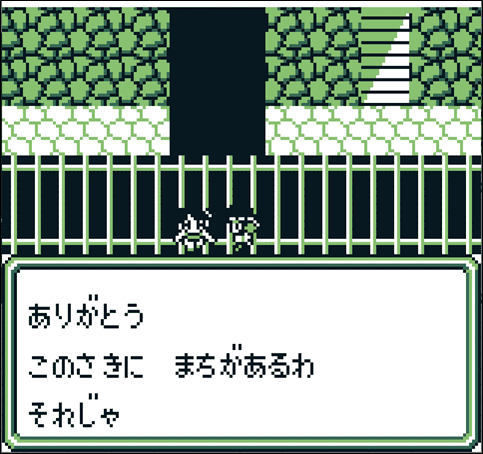 ありがとう
このさきに　まちがあるわ
それじゃ